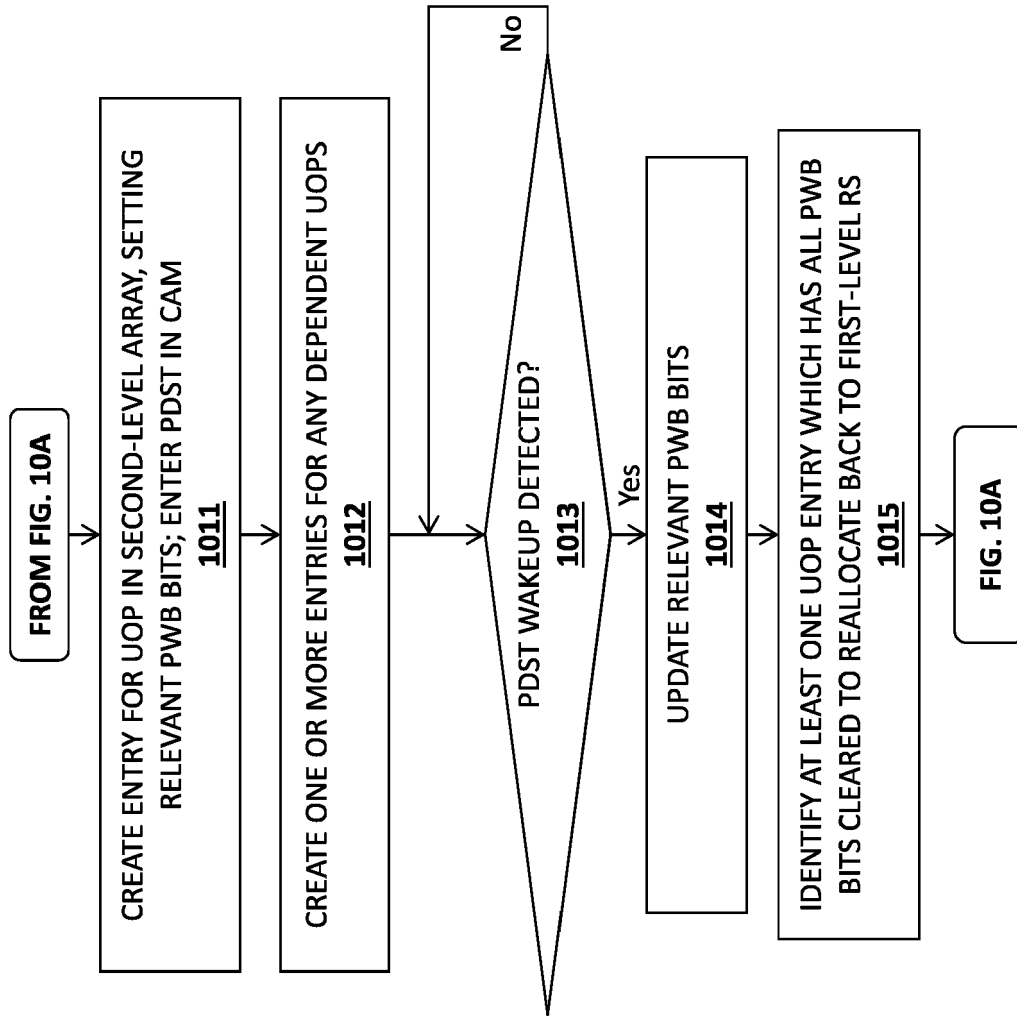 FROM FIG. 10A
CREATE ENTRY FOR UOP IN SECOND-LEVEL ARRAY, SETTING
RELEVANT PWB BITS; ENTER PDST IN CAM
1011
CREATE ONE OR MORE ENTRIES FOR ANY DEPENDENT UOPS
1012
No
PDST WAKEUP DETECTED?
1013
Yes
UPDATE RELEVANT PWB BITS
1014
IDENTIFY AT LEAST ONE UOP ENTRY WHICH HAS ALL PWB
BITS CLEARED TO REALLOCATE BACK TO FIRST-LEVEL RS
1015
FIG. 10A